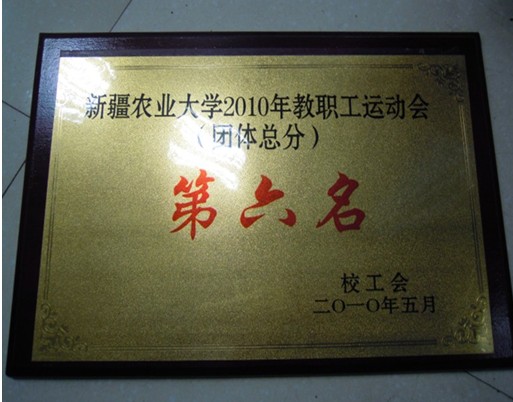 新疆农业大学2010年教职工运动会
（团体总分）
第六名
校工会
二〇一〇年五月